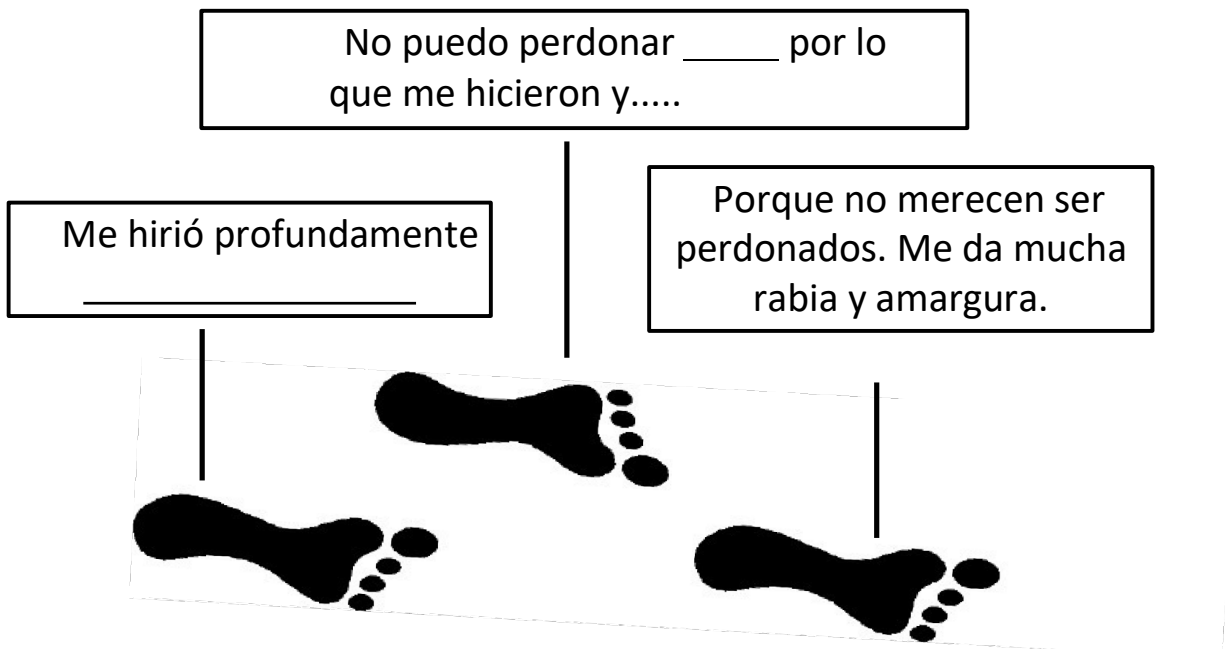 No puedo perdonar _____ por lo
que me hicieron y.....
Me hirió profundamente
_________________
Porque no merecen ser
perdonados. Me da mucha
rabia y amargura.